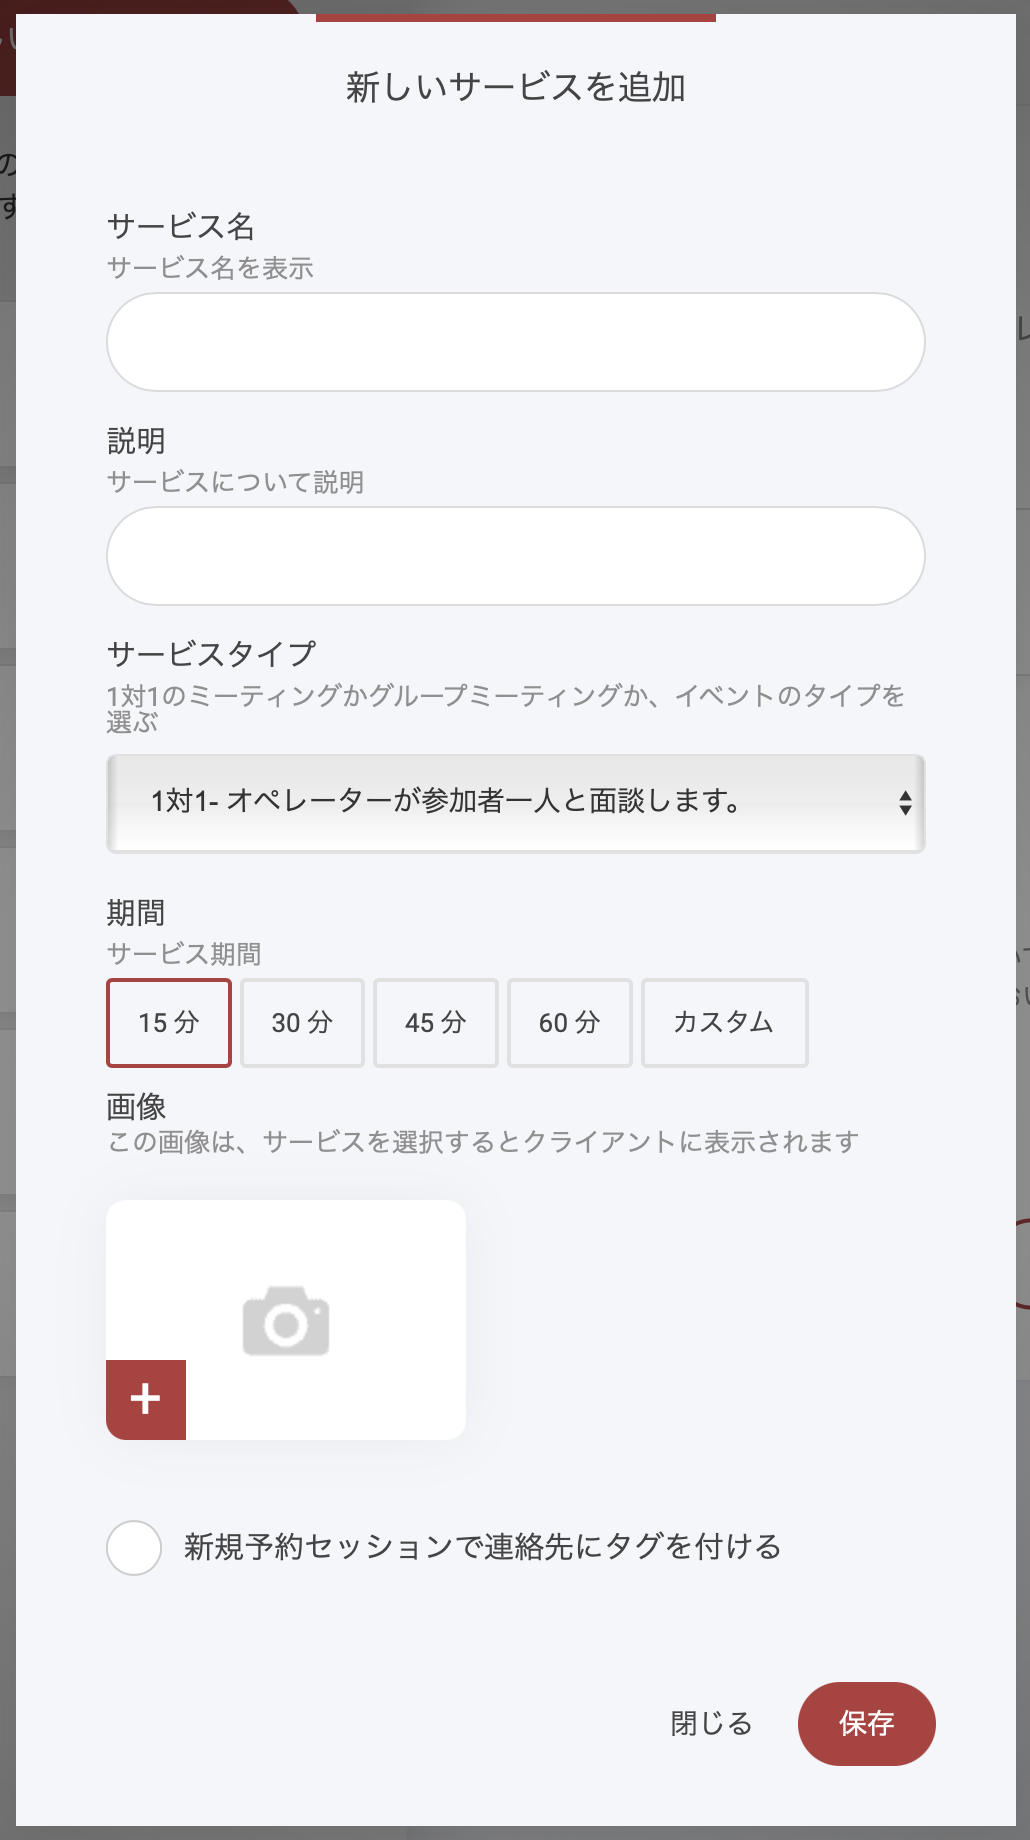 新しいサービスを追加
サービス名
サービス名を表示
説明
サービスについて説明
サービスタイプ
1対1のミーティングかグループミーティングか、イベントのタイプを
選ぶ
1対1- オペレーターが参加者一人と面談します。
期間
サービス期間
15 分 30 分 45 分 60 分 カスタム
画像
この画像は、サービスを選択するとクライアントに表示されます
新規予約セッションで連絡先にタグを付ける
閉じる 保存